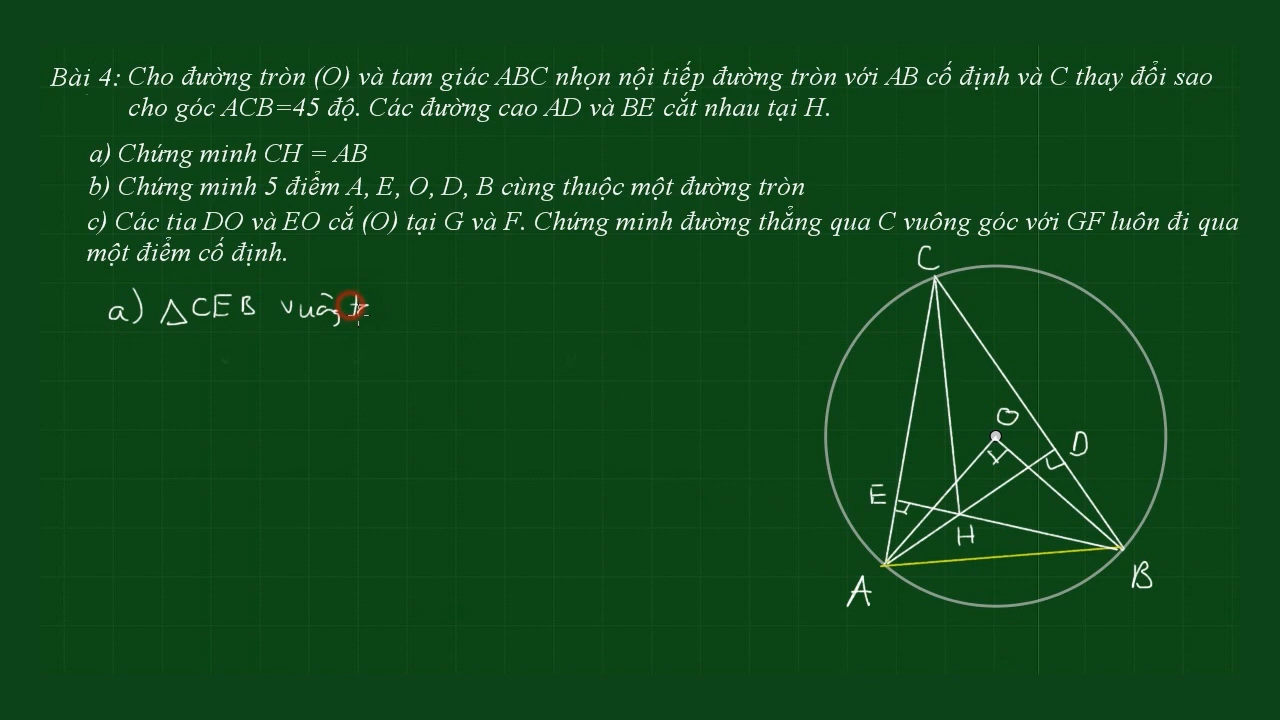 Bài 4: Cho đường tròn (O) và tam giác ABC nhọn nội tiếp đường tròn với AB cố định và C thay đổi sao
cho góc ACB=45 độ. Các đường cao AD và BE cắt nhau tại H.
a) Chứng minh CH = AB
b) Chứng minh 5 điểm A, E, O, D, B cùng thuộc một đường tròn
c) Các tia DO và EO cắ (O) tại G và F. Chứng minh đường thẳng qua C vuông góc với GF luôn đi qua
một điểm cố định.
C
a) △CEB vuông
O
D
E
H
A
B